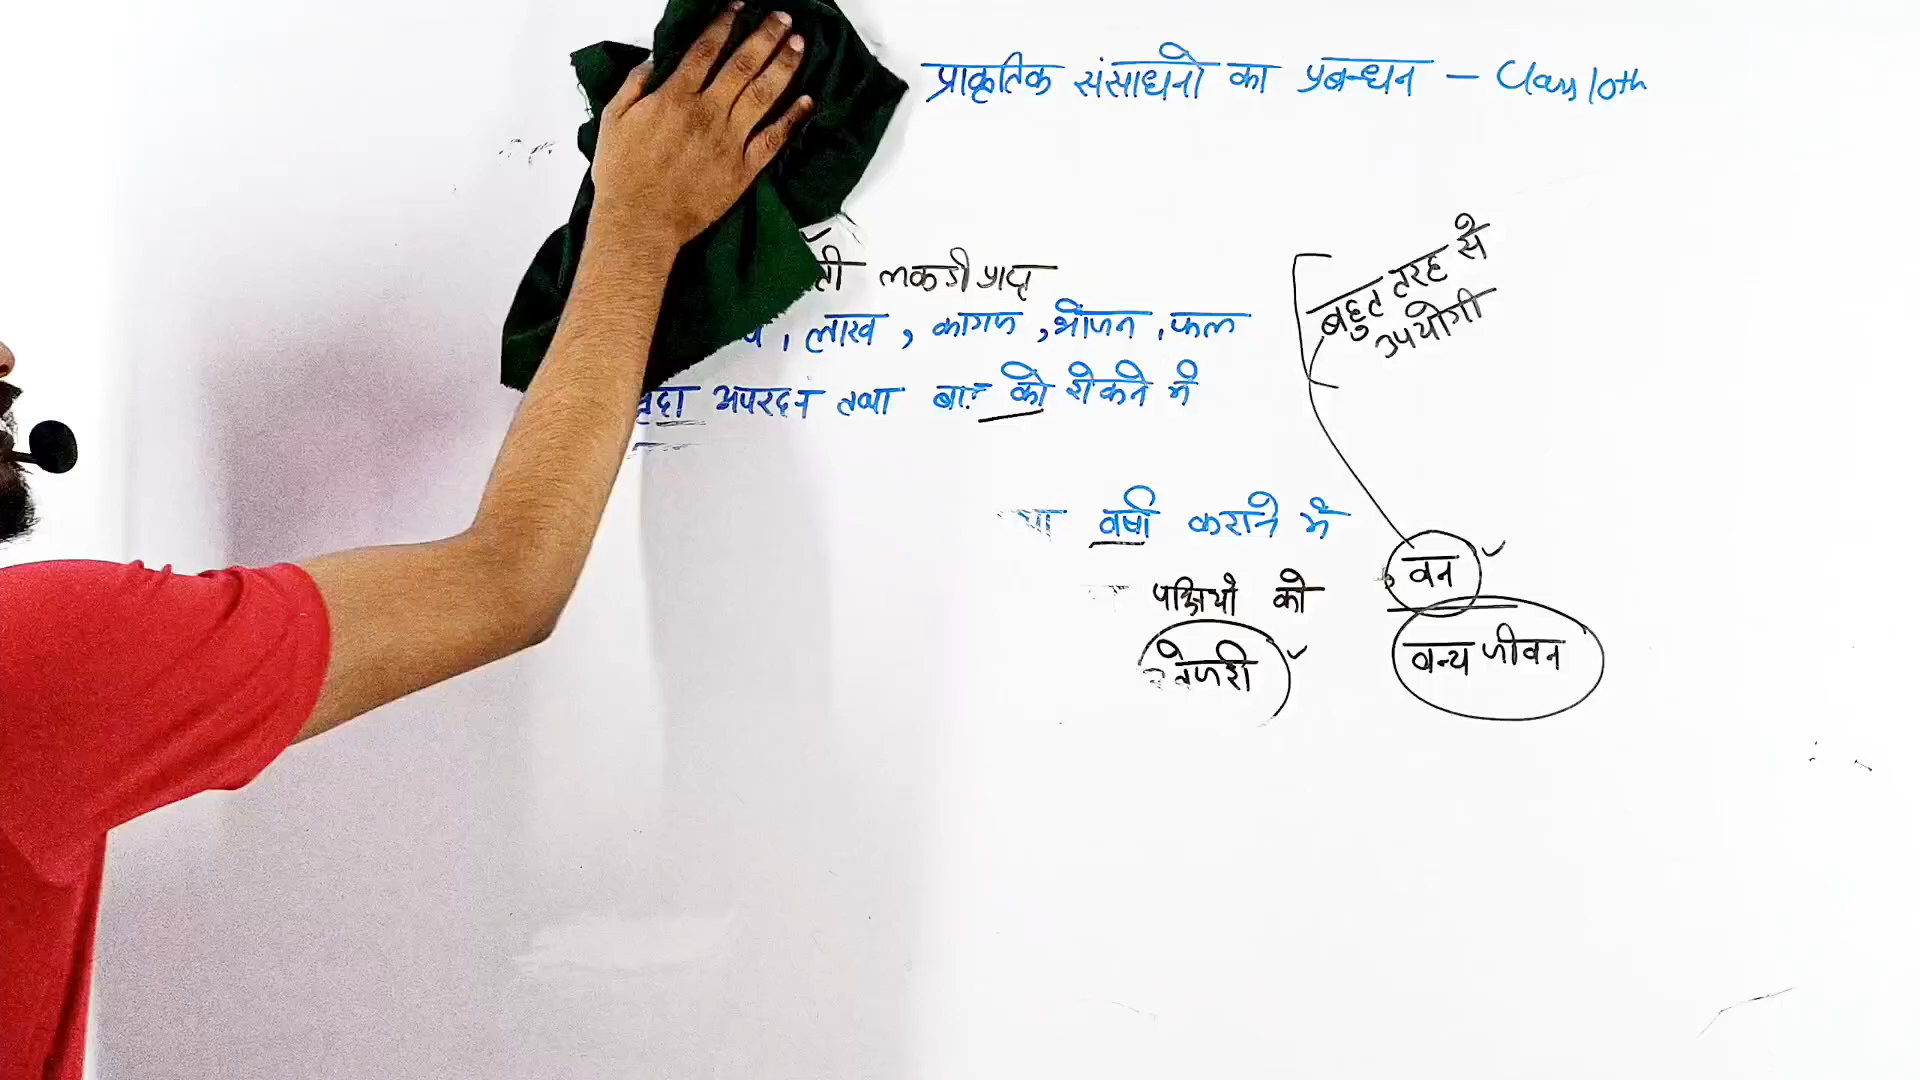 प्राकृतिक संसाधनो का प्रबन्धन – Class 10th
लकडी प्राप्त
, लाख , कागज , भोजन , फल
अपरदन तथा बाढ़ को रोकने में
वर्षा कराने में
पक्षियों को
बहुत तरह से
उपयोगी
वन
वन्य जीवन